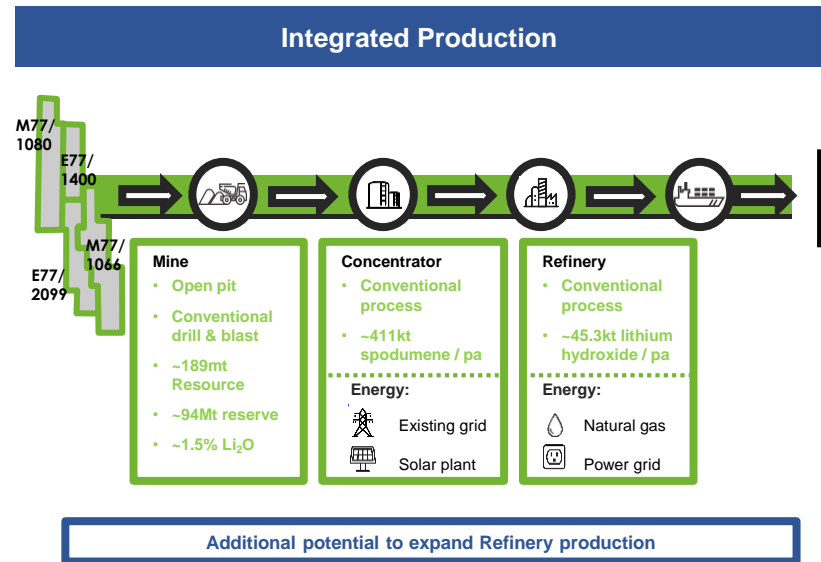 Integrated Production
M77/
1080
E77/
1400
M77/
1066
E77/
2099
Mine
• Open pit
• Conventional
drill & blast
• ~189mt
Resource
• ~94Mt reserve
• ~1.5% Li₂O
Concentrator
• Conventional
process
• ~411kt
spodumene / pa
Energy:
Existing grid
Solar plant
Refinery
• Conventional
process
• ~45.3kt lithium
hydroxide / pa
Energy:
Natural gas
Power grid
Additional potential to expand Refinery production